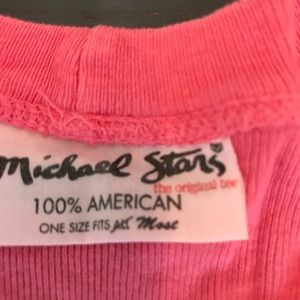 Michael Stars®
the original tee
100% AMERICAN
ONE SIZE FITS ALL Most